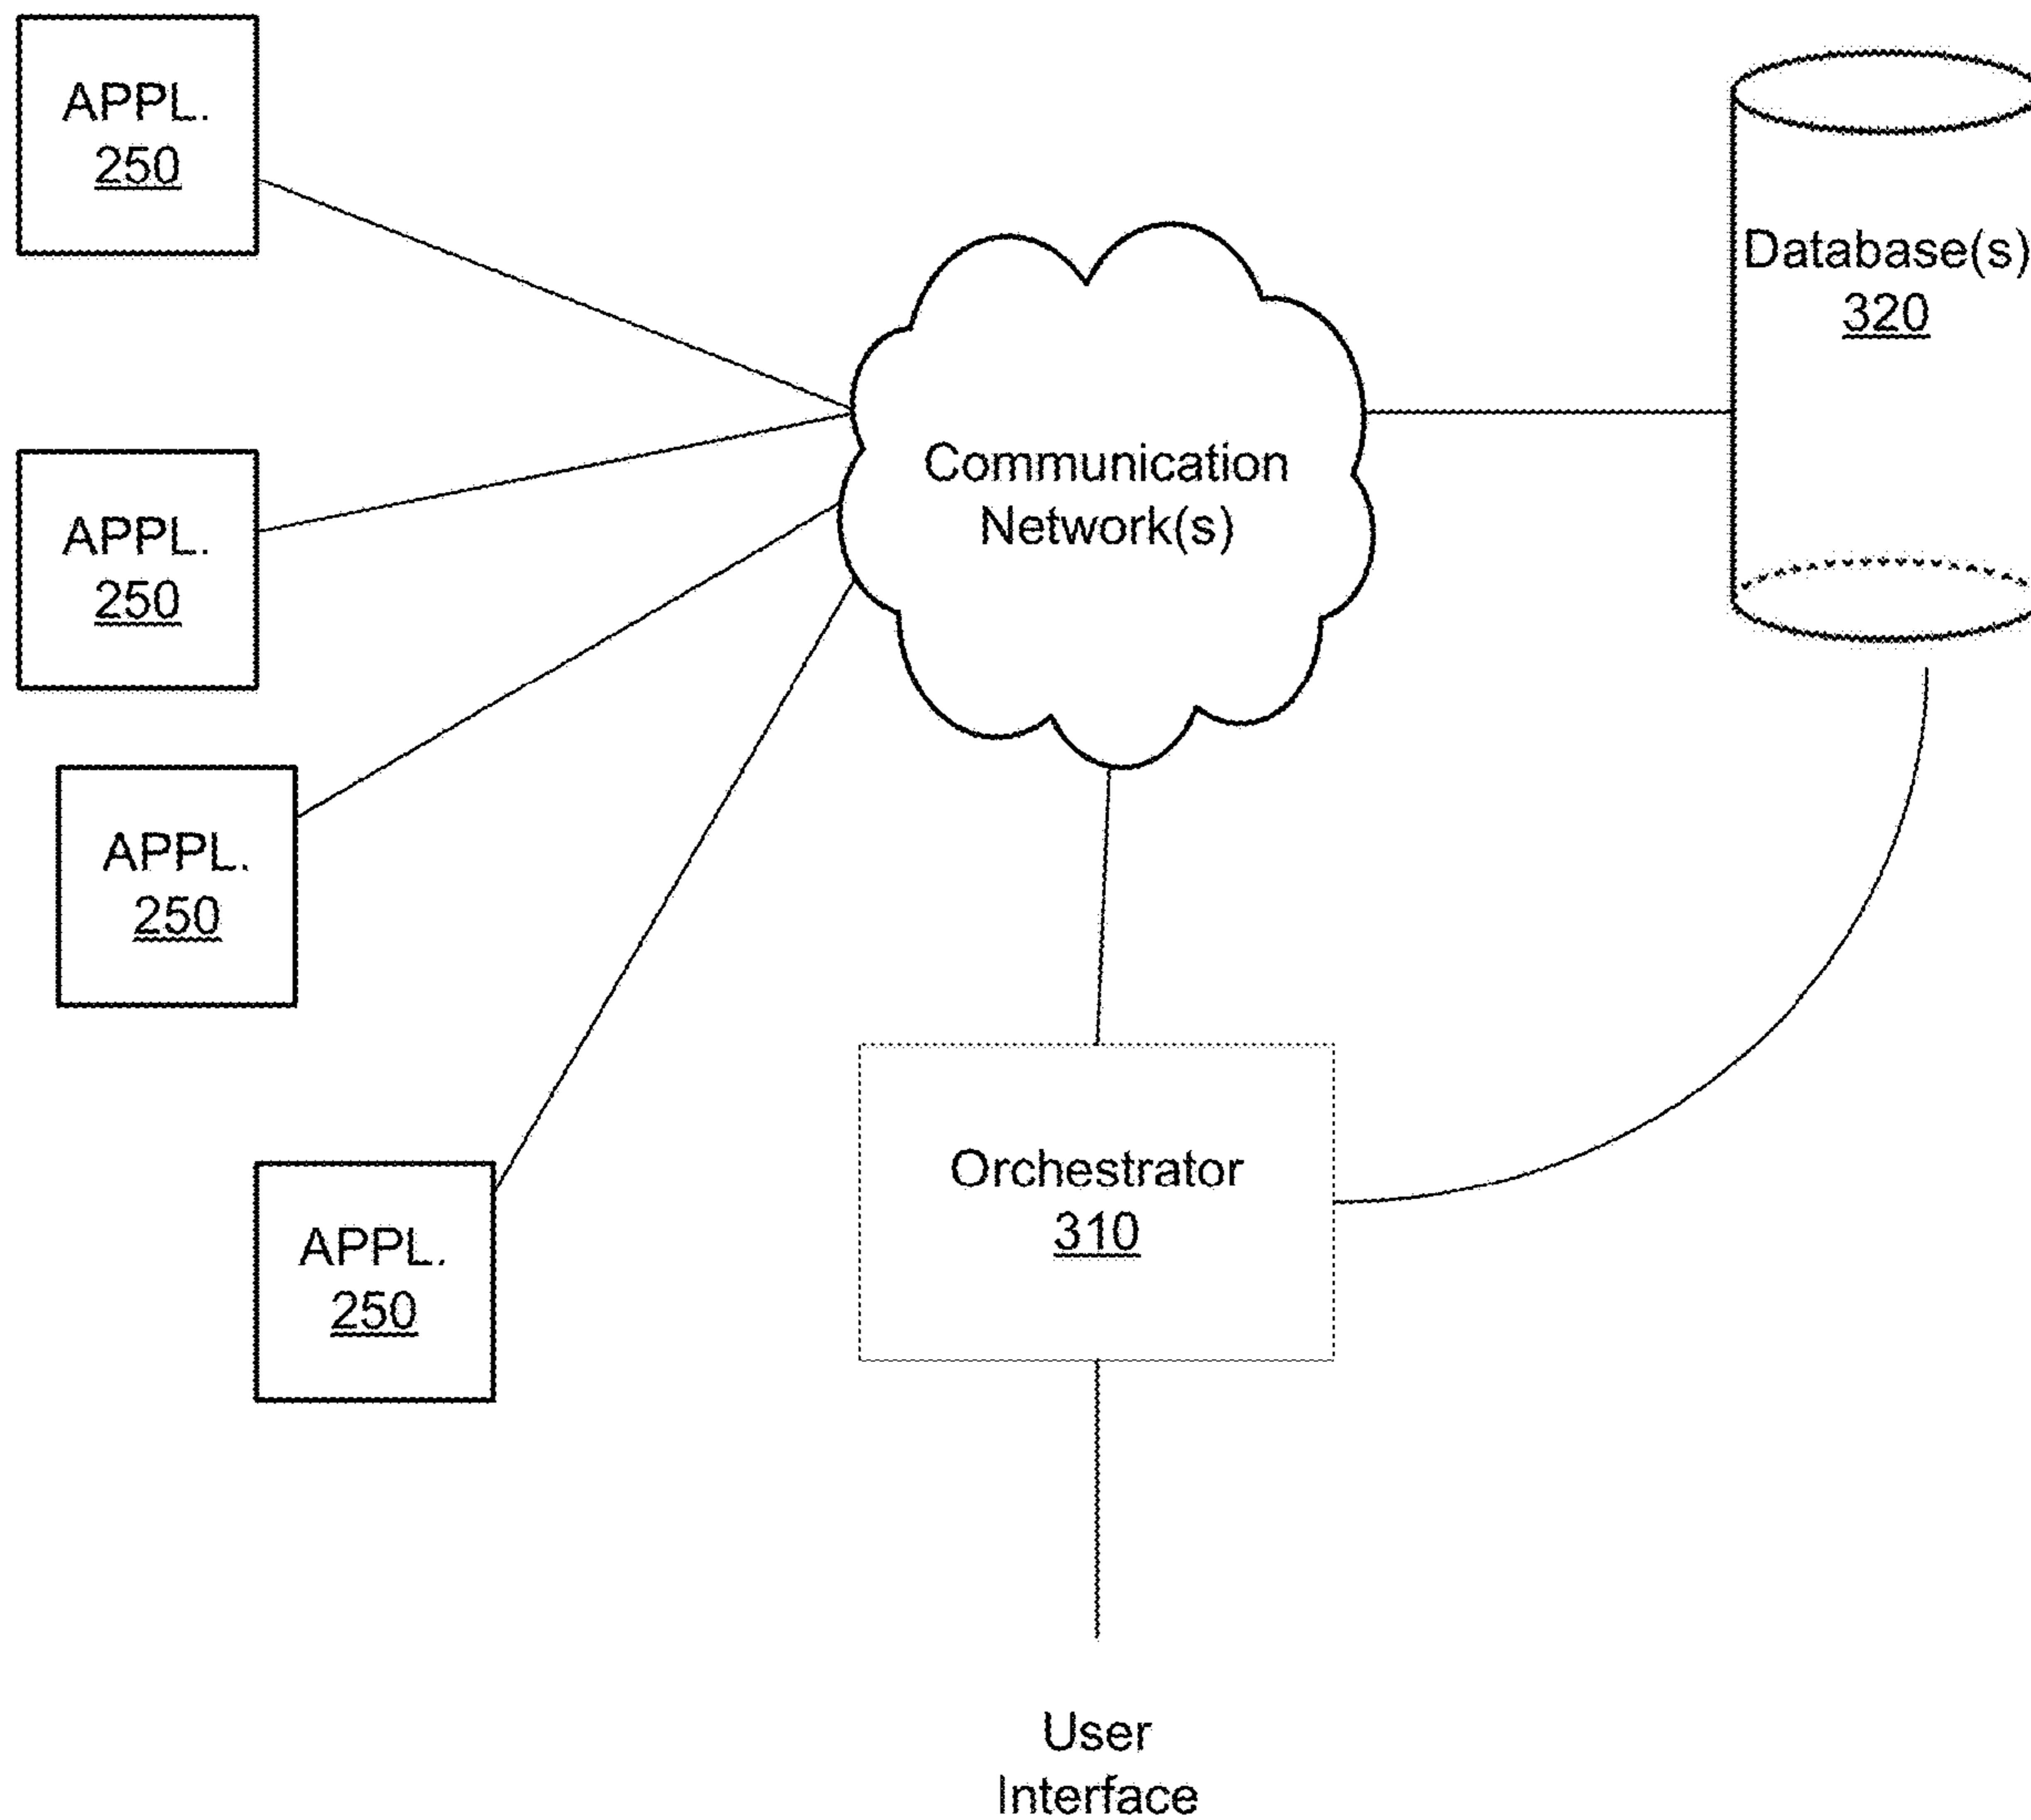 APPL.
250
Database(s)
320
Communication
Network(s)
APPL.
250
APPL.
250
Orchestrator
310
APPL.
250
User
Interface